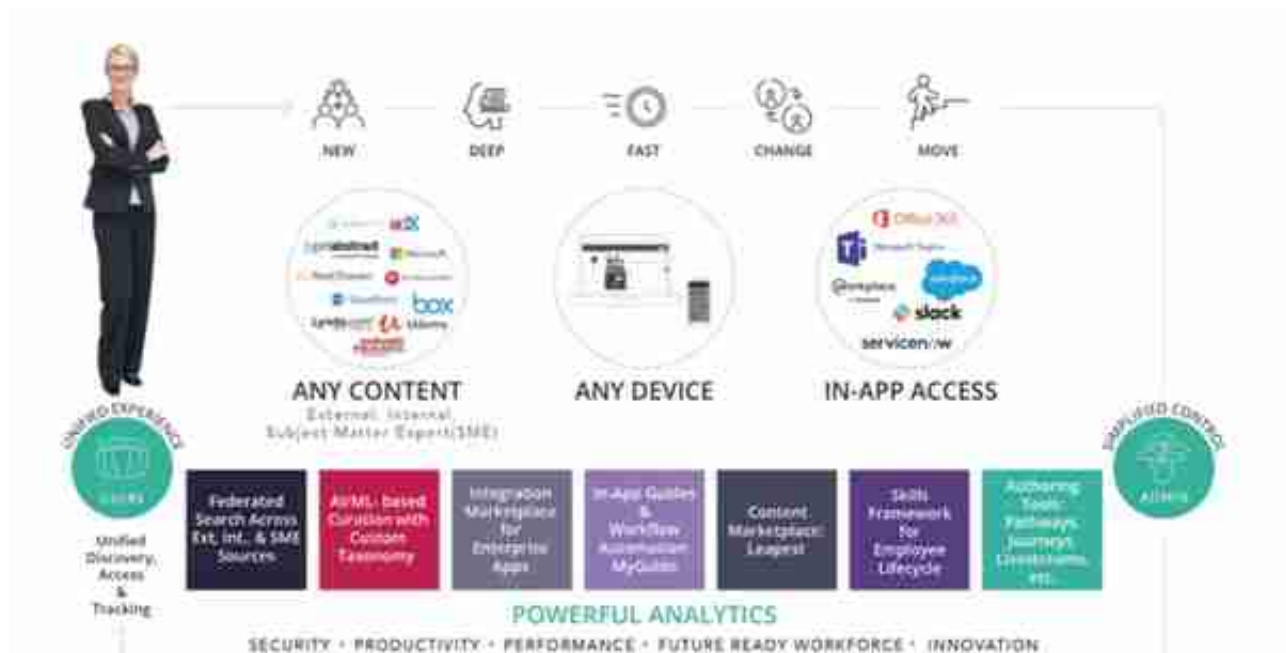 NEW
DEEP
FAST
CHANGE
MOVE
edX
Microsoft
box
Udemy
Office 365
Microsoft Teams
workplace
slack
servicenow
ANY CONTENT
External, Internal,
Subject Matter Expert(SME)
ANY DEVICE
IN-APP ACCESS
UNIFIED EXPERIENCE
USERS
Unified
Discovery,
Access
&
Tracking
Federated
Search Across
Ext, Int., & SME
Sources
AI/ML- based
Curation with
Custom
Taxonomy
Integration
Marketplace
for
Enterprise
Apps
In-App Guides
&
Workflow
Automation
MyGuide
Content
Marketplace:
Leapest
Skills
Framework
for
Employee
Lifecycle
Authoring
Tools
Pathways,
Journeys
etc.
SIMPLIFIED CONTROL
ADMIN
POWERFUL ANALYTICS
SECURITY • PRODUCTIVITY • PERFORMANCE • FUTURE READY WORKFORCE • INNOVATION